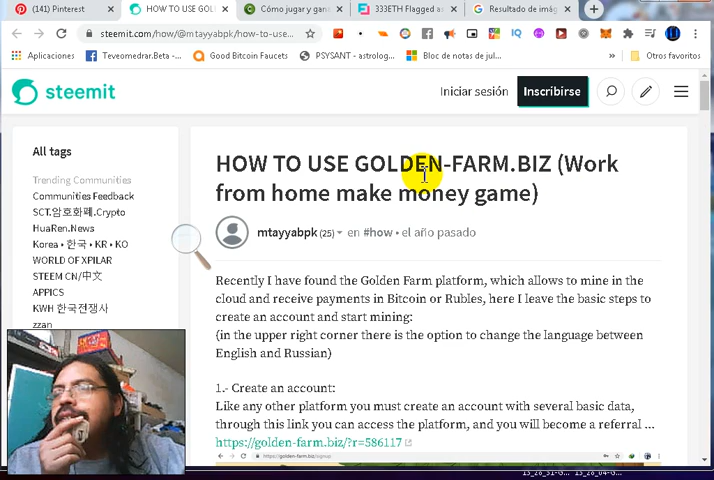 (141) Pinterest
HOW TO USE GOL
Cómo jugar y gan
333ETH Flagged a
Resultado de imág
steemit.com/how/@mtayyabpk/how-to-use...
Aplicaciones
Teveomedrar.Beta -...
Good Bitcoin Faucets
PSYSANT - astrolog...
Bloc de notas de jul...
Otros favoritos
steemit
Iniciar sesión
Inscribirse
All tags
Trending Communities
Communities Feedback
SCT.암호화폐.Crypto
HuaRen.News
Korea • 한국 • KR • KO
WORLD OF XPILAR
STEEM CN/中文
APPICS
KWH 한국전쟁사
zzan
HOW TO USE GOLDEN-FARM.BIZ (Work
from home make money game)
mtayyabpk (25) en #how • el año pasado
Recently I have found the Golden Farm platform, which allows to mine in the
cloud and receive payments in Bitcoin or Rubles, here I leave the basic steps to
create an account and start mining:
(in the upper right corner there is the option to change the language between
English and Russian)
1.- Create an account:
Like any other platform you must create an account with several basic data,
through this link you can access the platform, and you will become a referral ...
https://golden-farm.biz/?r=586117
https://golden-farm.biz/signup